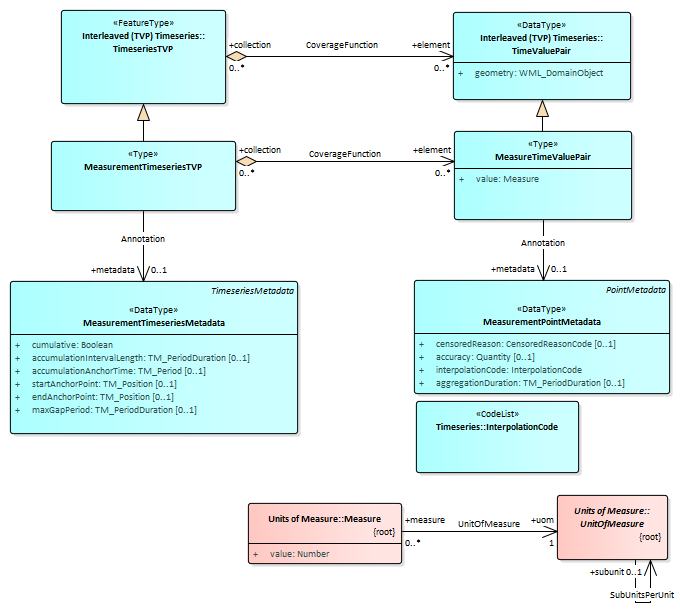 «FeatureType»
Interleaved (TVP) Timeseries::
TimeseriesTVP
+collection
CoverageFunction
+element
0..*
0..*
«DataType»
Interleaved (TVP) Timeseries::
TimeValuePair
+ geometry: WML_DomainObject
«Type»
MeasurementTimeseriesTVP
+collection
CoverageFunction
+element
0..*
0..*
«Type»
MeasureTimeValuePair
+ value: Measure
Annotation
+metadata
0..1
Annotation
+metadata
0..1
TimeseriesMetadata
«DataType»
MeasurementTimeseriesMetadata
+ cumulative: Boolean
+ accumulationIntervalLength: TM_PeriodDuration [0..1]
+ accumulationAnchorTime: TM_Period [0..1]
+ startAnchorPoint: TM_Position [0..1]
+ endAnchorPoint: TM_Position [0..1]
+ maxGapPeriod: TM_PeriodDuration [0..1]
PointMetadata
«DataType»
MeasurementPointMetadata
+ censoredReason: CensoredReasonCode [0..1]
+ accuracy: Quantity [0..1]
+ interpolationCode: InterpolationCode
+ aggregationDuration: TM_PeriodDuration [0..1]
«CodeList»
Timeseries::InterpolationCode
Units of Measure::Measure
{root}
+ value: Number
+measure
UnitOfMeasure
+uom
0..*
1
Units of Measure::
UnitOfMeasure
{root}
+subunit 0..1
SubUnitsPerUnit